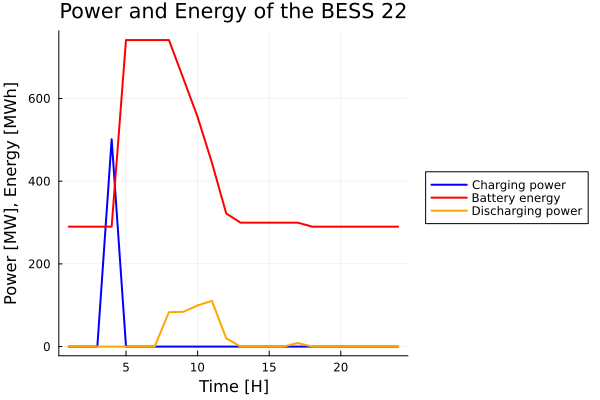 Power and Energy of the BESS 22
Power [MW], Energy [MWh]
600
400
200
0
5
10
15
20
Time [H]
Charging power
Battery energy
Discharging power